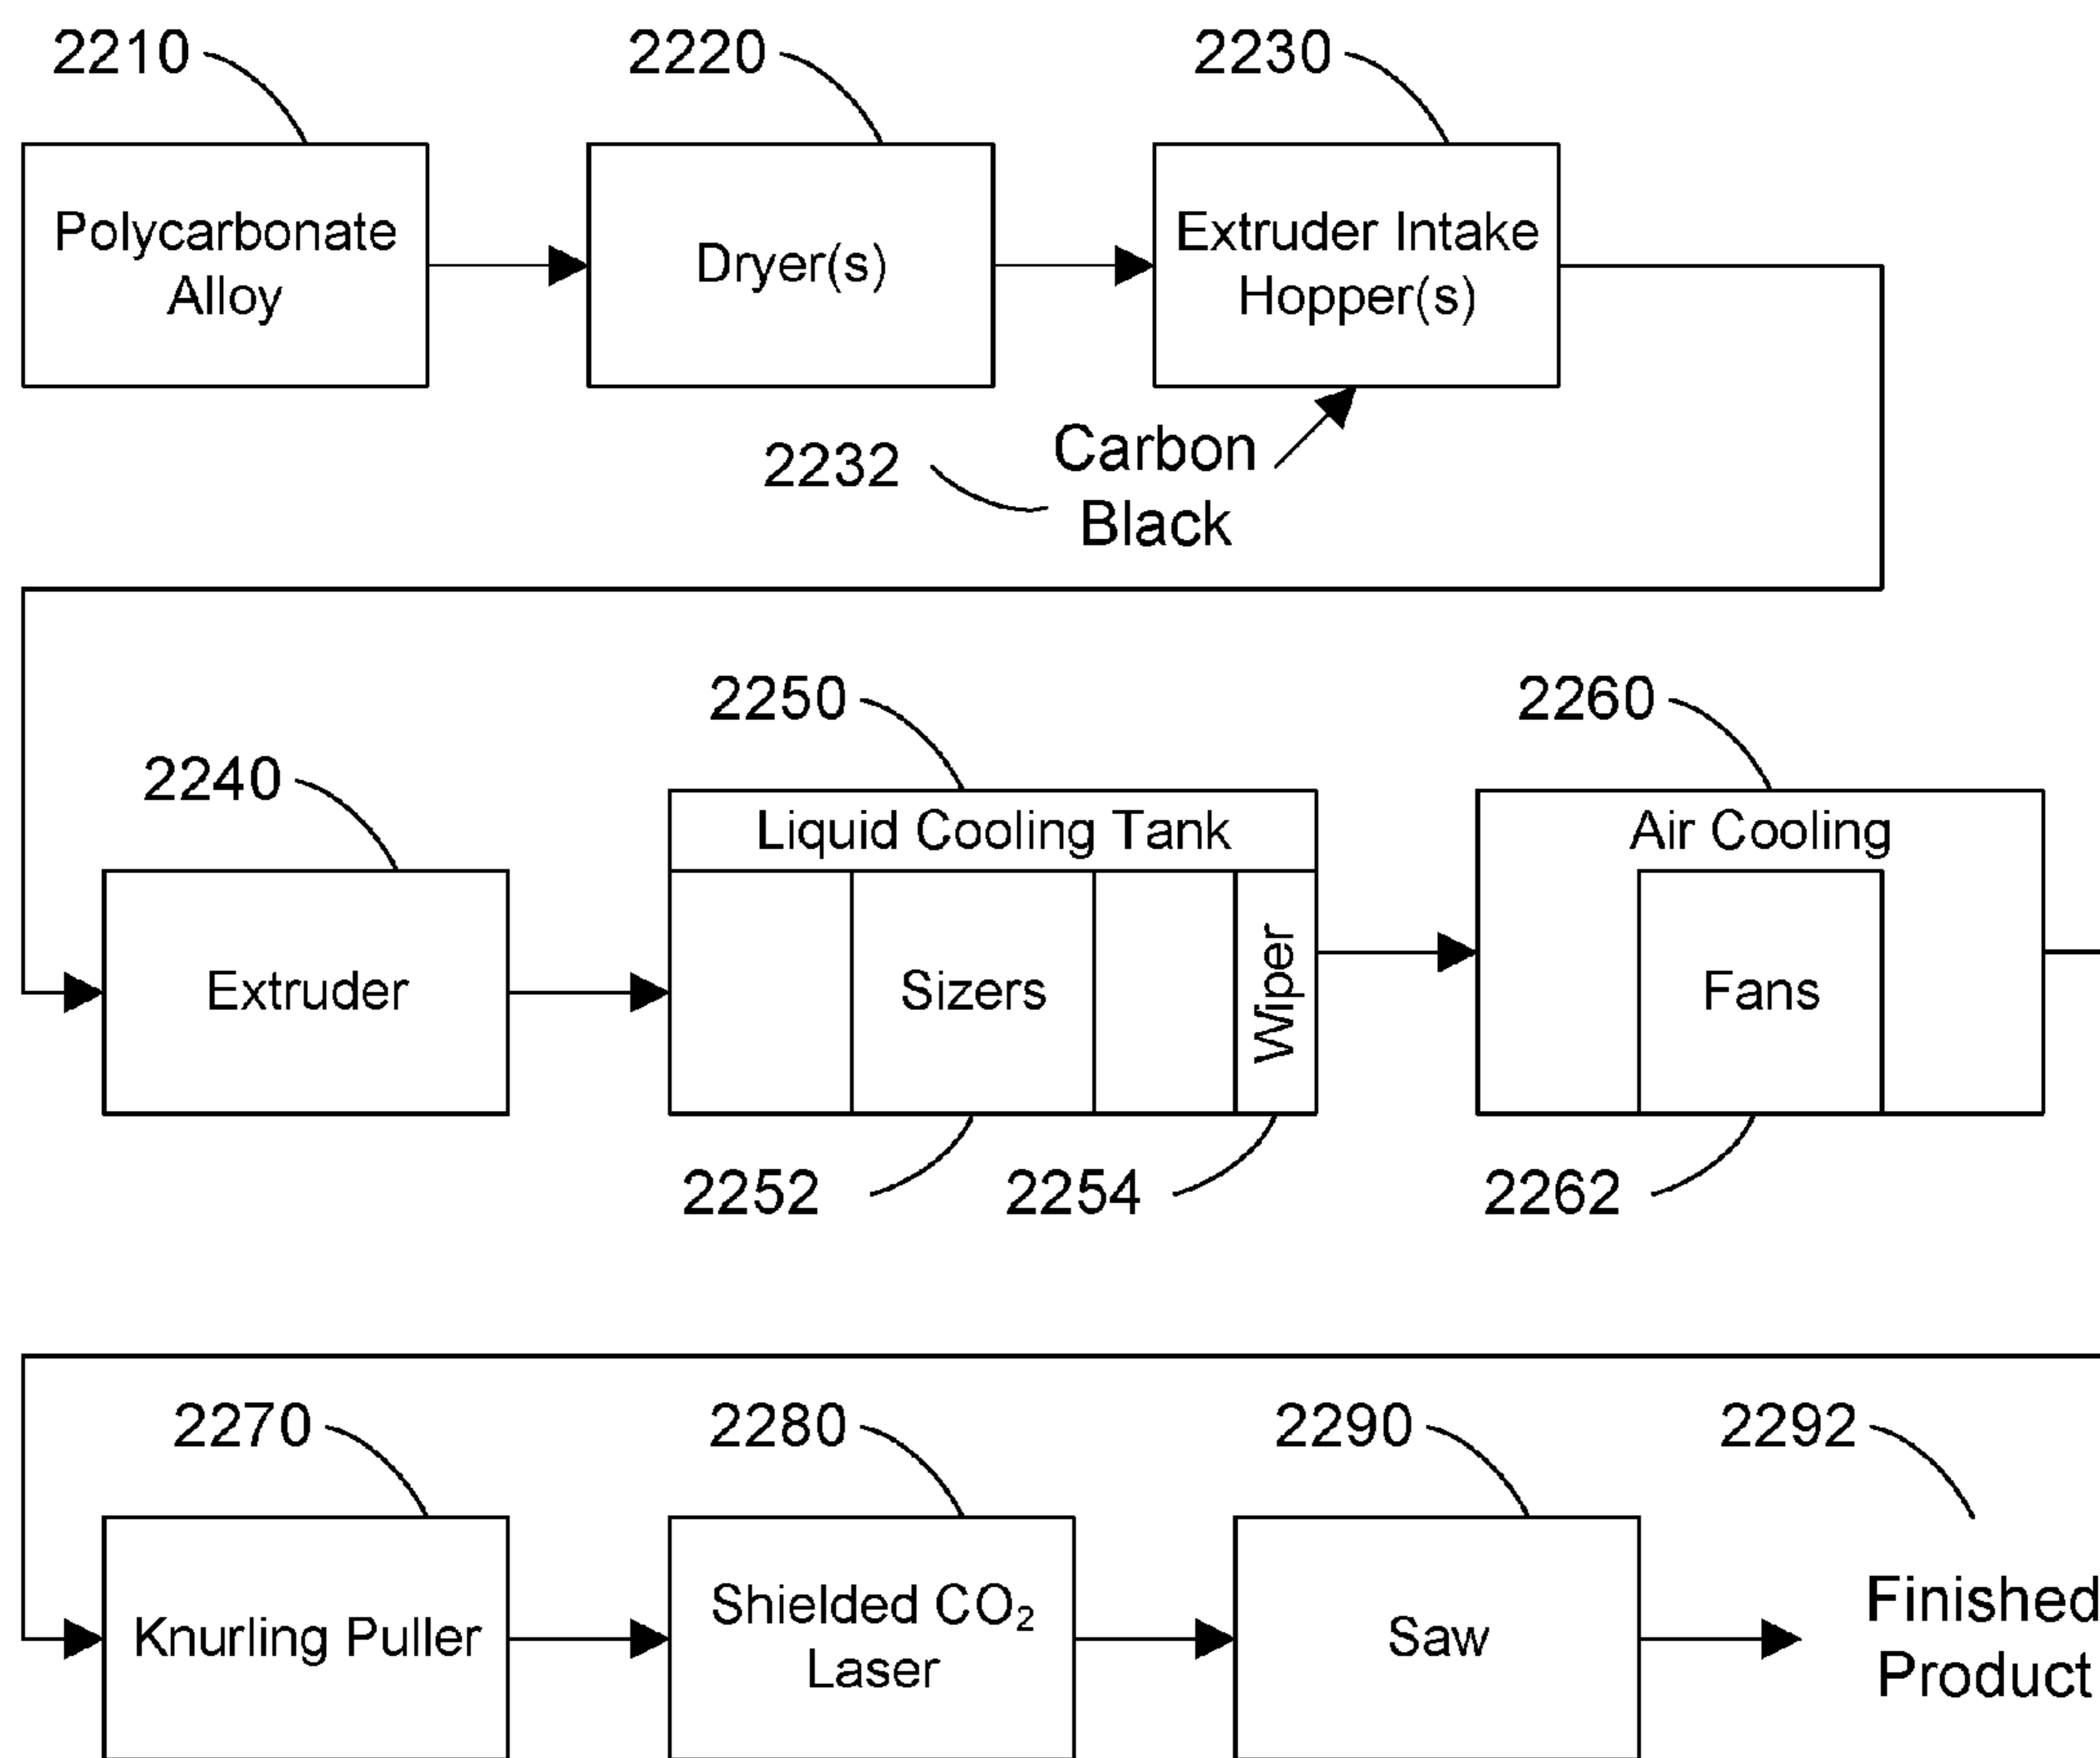 2210
2220
2230
Polycarbonate
Alloy
Dryer(s)
Extruder Intake
Hopper(s)
2232
Carbon
Black
2240
2250
2260
Extruder
Liquid Cooling Tank
Sizers
Wiper
Air Cooling
Fans
2252
2254
2262
2270
2280
2290
2292
Knurling Puller
Shielded CO₂
Laser
Saw
Finished
Product